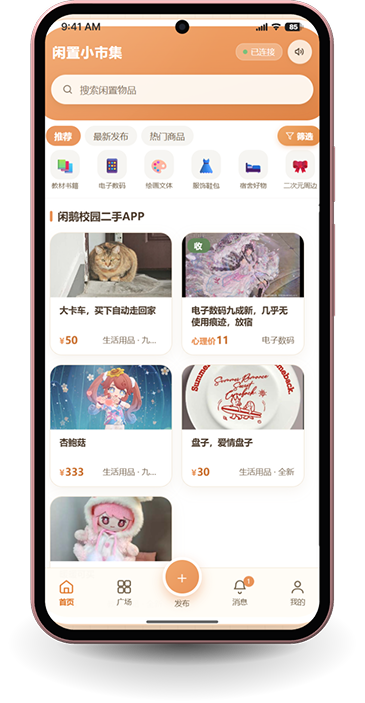 9:41 AM
85
闲置小市集
已连接
搜索闲置物品
推荐
最新发布
热门商品
筛选
教材书籍
电子数码
绘画文体
服饰鞋包
宿舍好物
二次元周边
闲鹅校园二手APP
大卡车，买下自动走回家
¥50
生活用品 · 九...
收
电子数码九成新，几乎无
使用痕迹，放宿
心理价11
电子数码
杏鲍菇
¥333
生活用品 · 九...
Summer Romance
Sweet
盘子，爱情盘子
¥30
生活用品 · 全新
首页
广场
+
发布
1
消息
我的